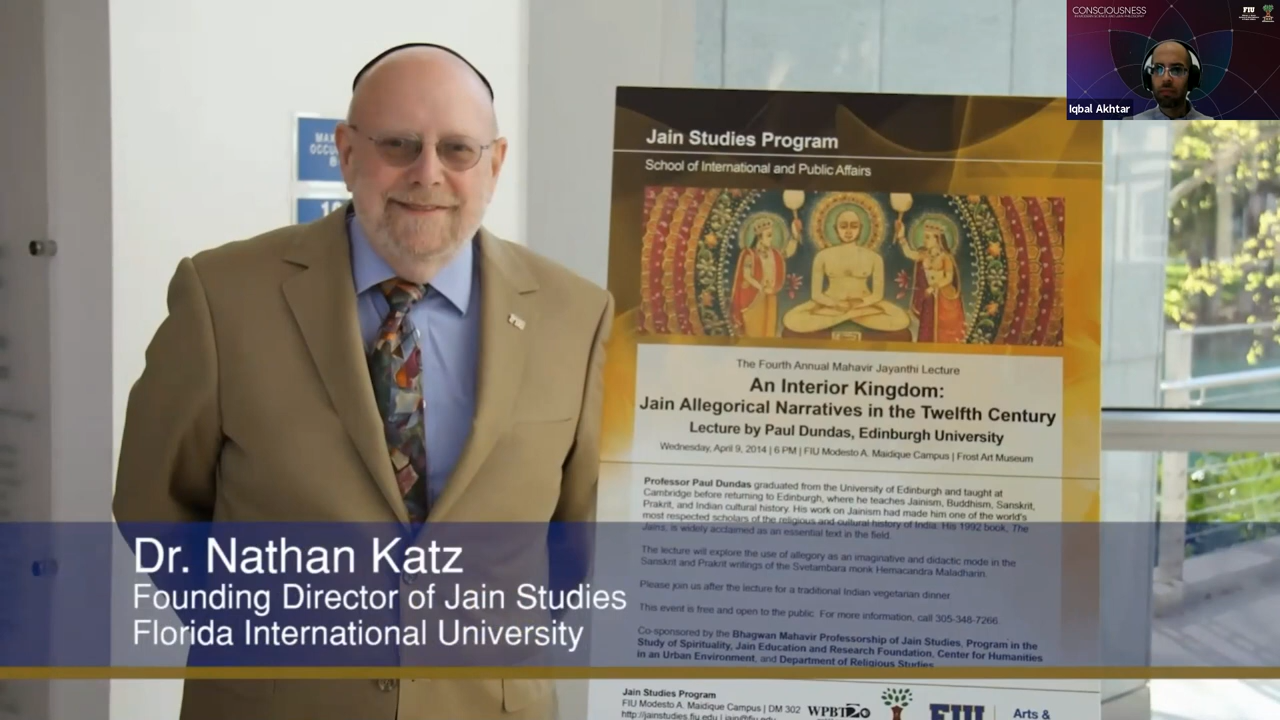 CONSCIOUSNESS
FIU
Iqbal Akhtar
Jain Studies Program
School of International and Public Affairs
The Fourth Annual Mahavir Jayanthi Lecture
An Interior Kingdom:
Jain Allegorical Narratives in the Twelfth Century
Lecture by Paul Dundas, Edinburgh University
Wednesday, April 9, 2014 | 6 PM | FIU Modesto A. Maidique Campus | Frost Art Museum
Professor Paul Dundas graduated from the University of Edinburgh and taught at
Cambridge before returning to Edinburgh, where he teaches Jainism, Buddhism, Sanskrit,
Prakrit, and Indian cultural history. His work on Jainism had made him one of the world's
most respected scholars of the religious and cultural history of India. His 1992 book, The
Jains, is widely acclaimed as an essential text in the field.
The lecture will explore the use of allegory as an imaginative and didactic mode in the
Sanskrit and Prakrit writings of the Svetambara monk Hemacandra Maladharin.
Please join us after the lecture for a traditional Indian vegetarian dinner
This event is free and open to the public. For more information, call 305-348-7266.
Co-sponsored by the Bhagwan Mahavir Professorship of Jain Studies, Program in the
Study of Spirituality, Jain Education and Research Foundation, Center for Humanities
in an Urban Environment, and Department of Religious Studies.
Jain Studies Program
FIU Modesto A. Maidique Campus | DM 302
http://jainstudies.fiu.edu | jain@fiu.edu
WPBT2
FIU
Arts &
Dr. Nathan Katz
Founding Director of Jain Studies
Florida International University